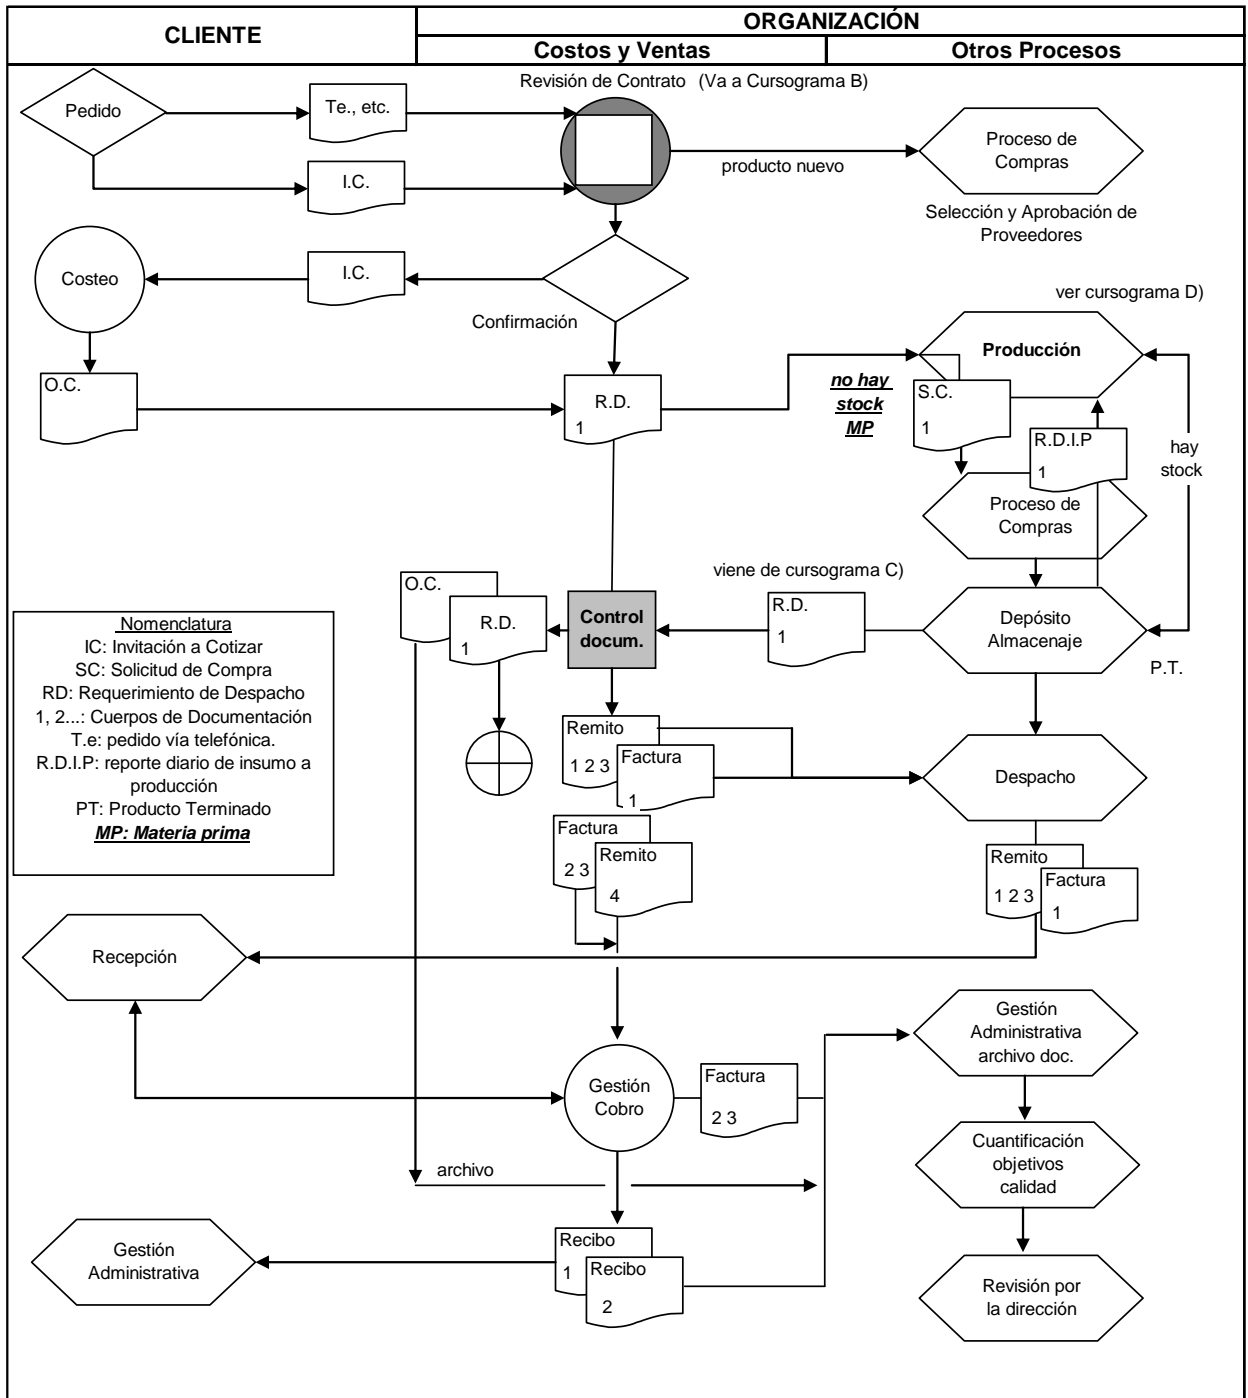 CLIENTE
ORGANIZACIÓN
Costos y Ventas
Otros Procesos
Revisión de Contrato (Va a Cursograma B)
Pedido
Te., etc.
I.C.
producto nuevo
Proceso de
Compras
Selección y Aprobación de
Proveedores
Costeo
I.C.
Confirmación
ver cursograma D)
Producción
O.C.
R.D.
1
no hay
stock
MP
S.C.
1
R.D.I.P
1
hay
stock
Proceso de
Compras
viene de cursograma C)
O.C.
R.D.
1
Control
docum.
R.D.
1
Depósito
Almacenaje
P.T.
Nomenclatura
IC: Invitación a Cotizar
SC: Solicitud de Compra
RD: Requerimiento de Despacho
1, 2...: Cuerpos de Documentación
T.e: pedido vía telefónica.
R.D.I.P: reporte diario de insumo a
producción
PT: Producto Terminado
MP: Materia prima
Remito
1 2 3
Factura
1
Despacho
Factura
2 3
Remito
4
Remito
1 2 3
Factura
1
Recepción
Gestión
Administrativa
archivo doc.
Gestión
Cobro
Factura
2 3
Cuantificación
objetivos
calidad
archivo
Gestión
Administrativa
Recibo
1
Recibo
2
Revisión por
la dirección